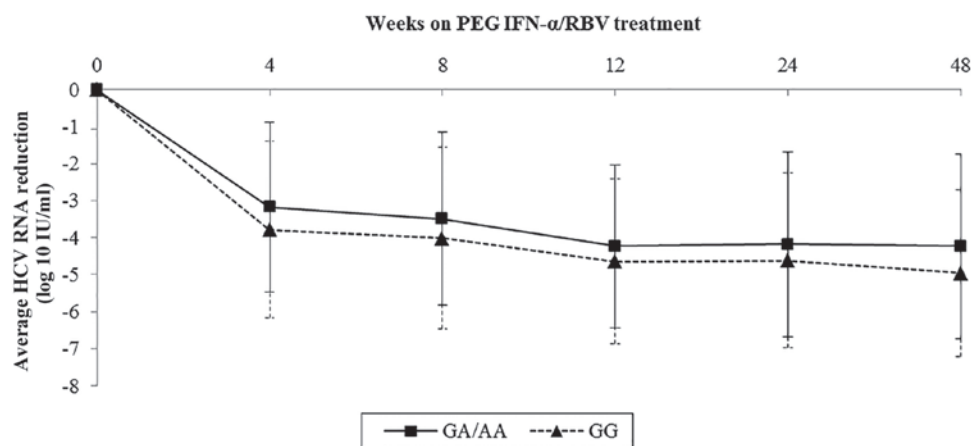 Weeks on PEG IFN-α/RBV treatment
0 4 8 12 24 48
0
-1
-2
-3
-4
-5
-6
-7
-8
Average HCV RNA reduction
(log 10 IU/ml)
GA/AA GG